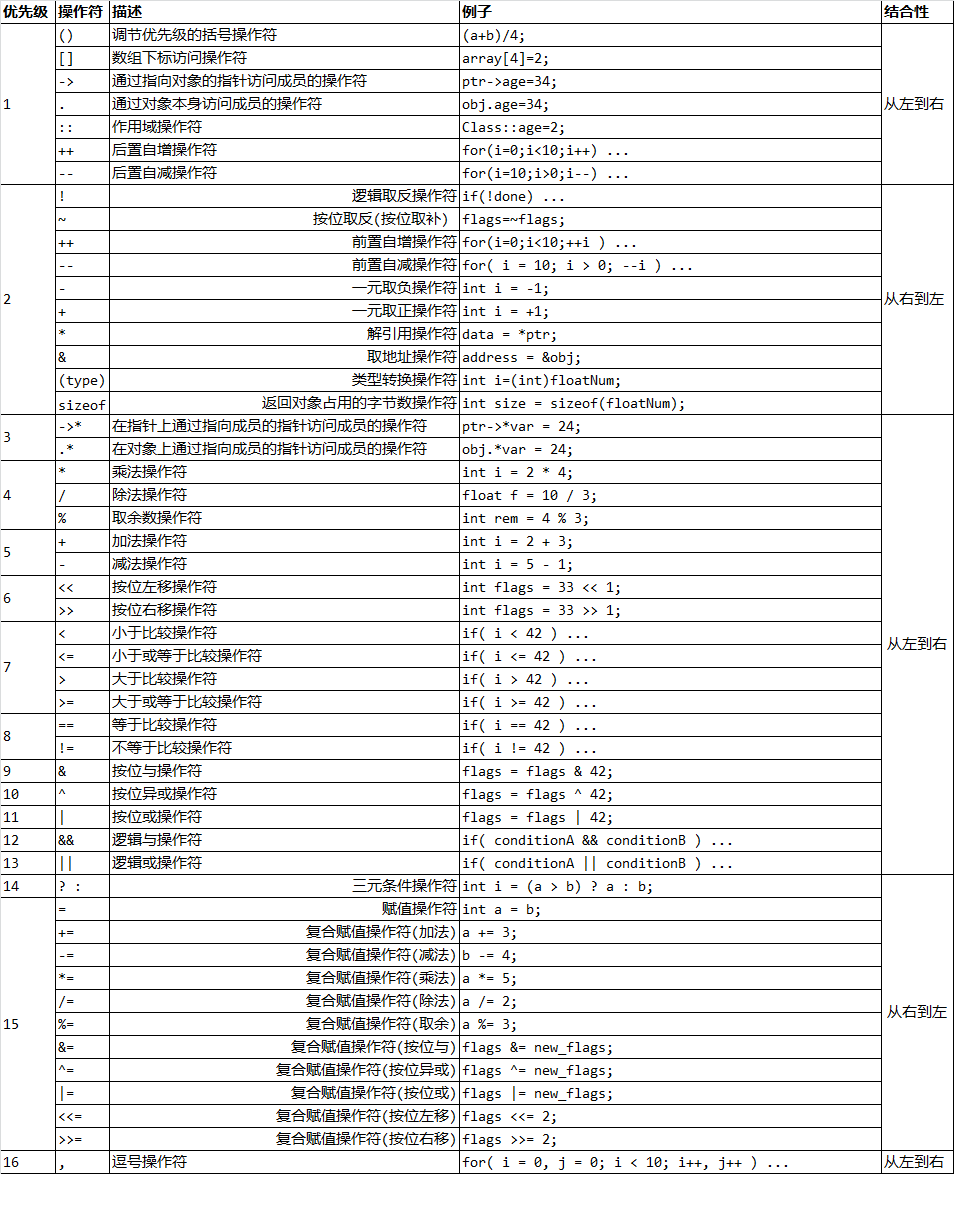 优先级 操作符 描述 例子 结合性
() 调节优先级的括号操作符 (a+b)/4;
[] 数组下标访问操作符 array[4]=2;
-> 通过指向对象的指针访问成员的操作符 ptr->age=34;
1 . 通过对象本身访问成员的操作符 obj.age=34; 从左到右
:: 作用域操作符 Class::age=2;
++ 后置自增操作符 for(i=0;i<10;i++) ...
-- 后置自减操作符 for(i=10;i>0;i--) ...
! 逻辑取反操作符 if(!done) ...
~ 按位取反(按位取补) flags=~flags;
++ 前置自增操作符 for(i=0;i<10;++i ) ...
-- 前置自减操作符 for( i = 10; i > 0; --i ) ...
2 - 一元取负操作符 int i = -1; 从右到左
+ 一元取正操作符 int i = +1;
* 解引用操作符 data = *ptr;
& 取地址操作符 address = &obj;
(type) 类型转换操作符 int i=(int)floatNum;
sizeof 返回对象占用的字节数操作符 int size = sizeof(floatNum);
3 ->* 在指针上通过指向成员的指针访问成员的操作符 ptr->*var = 24;
.* 在对象上通过指向成员的指针访问成员的操作符 obj.*var = 24;
* 乘法操作符 int i = 2 * 4;
4 / 除法操作符 float f = 10 / 3;
% 取余数操作符 int rem = 4 % 3;
5 + 加法操作符 int i = 2 + 3;
- 减法操作符 int i = 5 - 1;
6 << 按位左移操作符 int flags = 33 << 1;
>> 按位右移操作符 int flags = 33 >> 1;
< 小于比较操作符 if( i < 42 ) ...
7 <= 小于或等于比较操作符 if( i <= 42 ) ... 从左到右
> 大于比较操作符 if( i > 42 ) ...
>= 大于或等于比较操作符 if( i >= 42 ) ...
8 == 等于比较操作符 if( i == 42 ) ...
!= 不等于比较操作符 if( i != 42 ) ...
9 & 按位与操作符 flags = flags & 42;
10 ^ 按位异或操作符 flags = flags ^ 42;
11 | 按位或操作符 flags = flags | 42;
12 && 逻辑与操作符 if( conditionA && conditionB ) ...
13 || 逻辑或操作符 if( conditionA || conditionB ) ...
14 ? : 三元条件操作符 int i = (a > b) ? a : b;
= 赋值操作符 int a = b;
+= 复合赋值操作符(加法) a += 3;
-= 复合赋值操作符(减法) b -= 4;
*= 复合赋值操作符(乘法) a *= 5;
/= 复合赋值操作符(除法) a /= 2; 从右到左
15 %= 复合赋值操作符(取余) a %= 3;
&= 复合赋值操作符(按位与) flags &= new_flags;
^= 复合赋值操作符(按位异或) flags ^= new_flags;
|= 复合赋值操作符(按位或) flags |= new_flags;
<<= 复合赋值操作符(按位左移) flags <<= 2;
>>= 复合赋值操作符(按位右移) flags >>= 2;
16 , 逗号操作符 for( i = 0, j = 0; i < 10; i++, j++ ) ... 从左到右